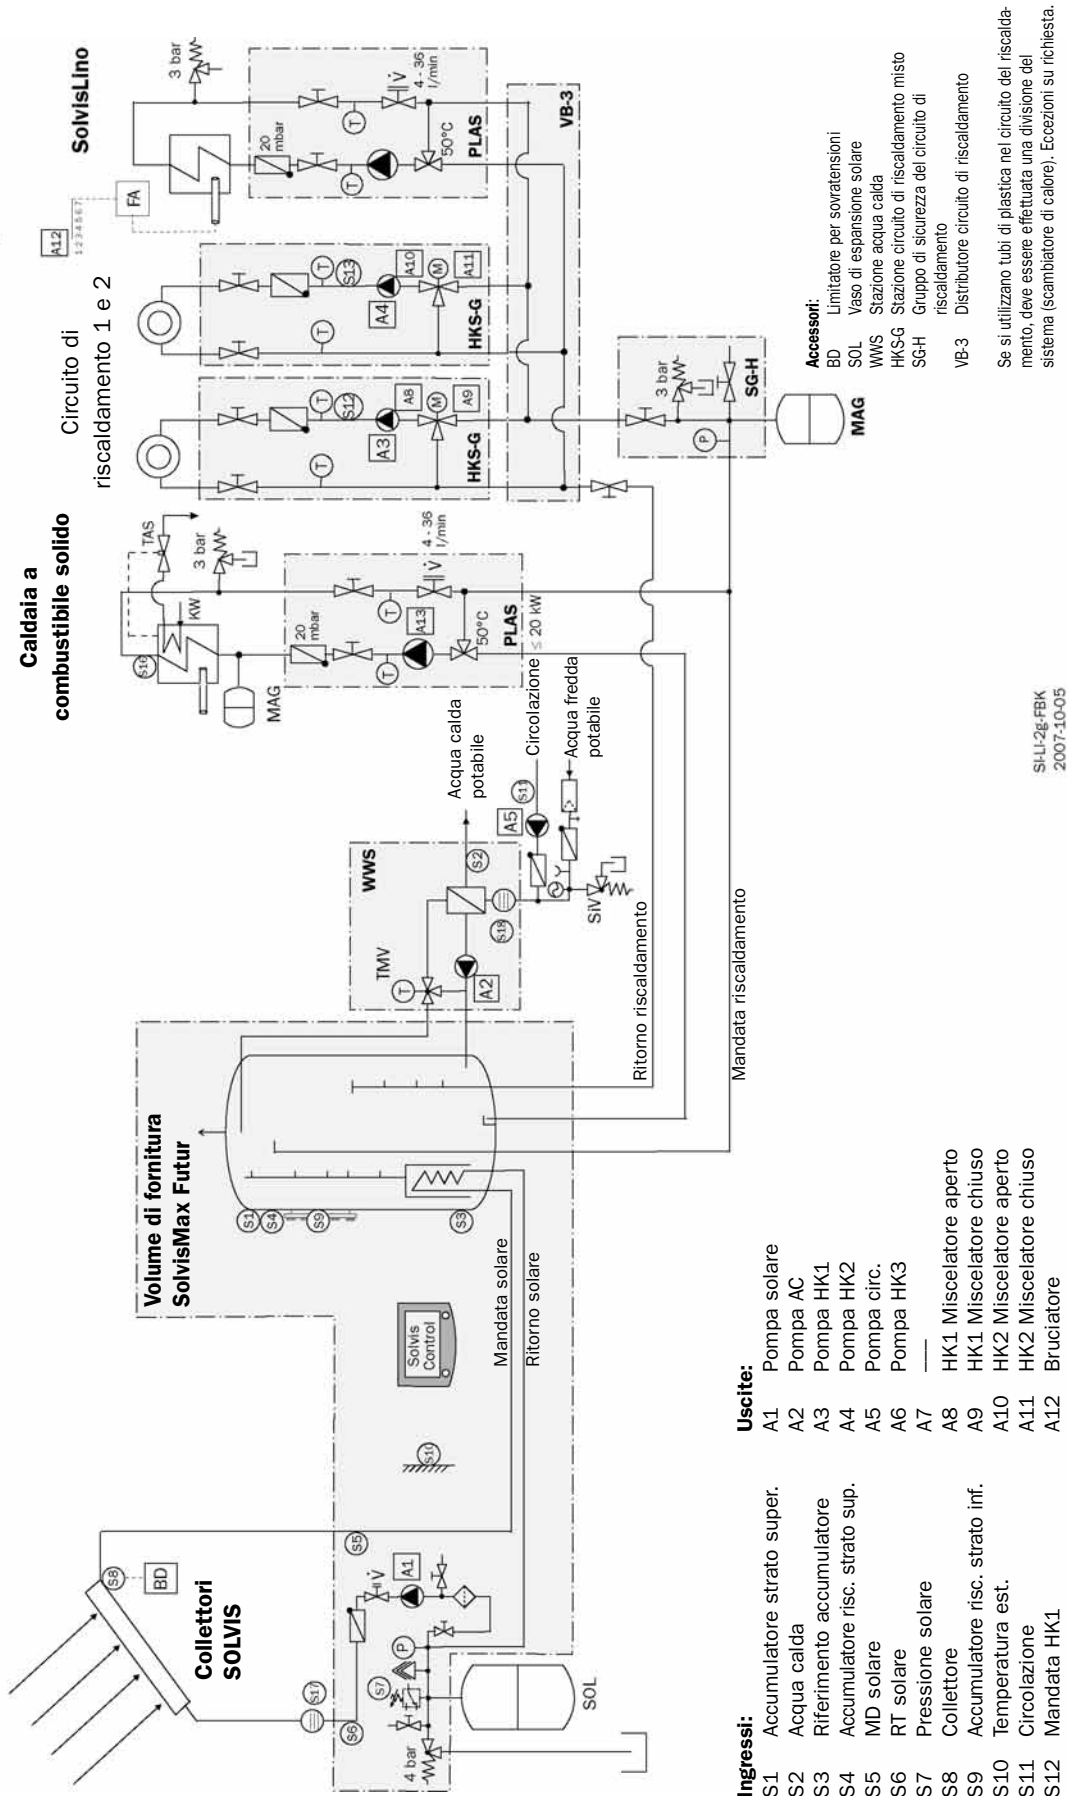 Collettori
SOLVIS
S8
BD
S17
S6
S5
A1
V̇
P
S7
4 bar
SOL
S10
Solvis
Control
Mandata solare
Ritorno solare
Volume di fornitura
SolvisMax Futur
S1
S4
S9
S3
WWS
TMV
T
A2
S18
S2
Acqua calda
potabile
A5
S11
Circolazione
Acqua fredda
potabile
SiV
Ritorno riscaldamento
Mandata riscaldamento
Caldaia a
combustibile solido
S16
KW
TAS
3 bar
MAG
20
mbar
T
T
A13
V̇
4 - 36
l/min
50°C
PLAS
≤ 20 kW
Circuito di
riscaldamento 1 e 2
T
T
S12
A3
A8
M
A9
HKS-G
T
T
S13
A4
A10
M
A11
HKS-G
SolvisLino
A12
1 2 3 4 5 6 7
FA
3 bar
20
mbar
T
T
V̇
4 - 36
l/min
50°C
PLAS
VB-3
3 bar
P
SG-H
MAG
Ingressi:
S1 Accumulatore strato super.
S2 Acqua calda
S3 Riferimento accumulatore
S4 Accumulatore risc. strato sup.
S5 MD solare
S6 RT solare
S7 Pressione solare
S8 Collettore
S9 Accumulatore risc. strato inf.
S10 Temperatura est.
S11 Circolazione
S12 Mandata HK1
Uscite:
A1 Pompa solare
A2 Pompa AC
A3 Pompa HK1
A4 Pompa HK2
A5 Pompa circ.
A6 Pompa HK3
A7 ——
A8 HK1 Miscelatore aperto
A9 HK1 Miscelatore chiuso
A10 HK2 Miscelatore aperto
A11 HK2 Miscelatore chiuso
A12 Bruciatore
SI-LI-2g-FBK
2007-10-05
Accessori:
BD Limitatore per sovratensioni
SOL Vaso di espansione solare
WWS Stazione acqua calda
HKS-G Stazione circuito di riscaldamento misto
SG-H Gruppo di sicurezza del circuito di
riscaldamento
VB-3 Distributore circuito di riscaldamento
Se si utilizzano tubi di plastica nel circuito del riscalda-
mento, deve essere effettuata una divisione del
sistema (scambiatore di calore). Eccezioni su richiesta.